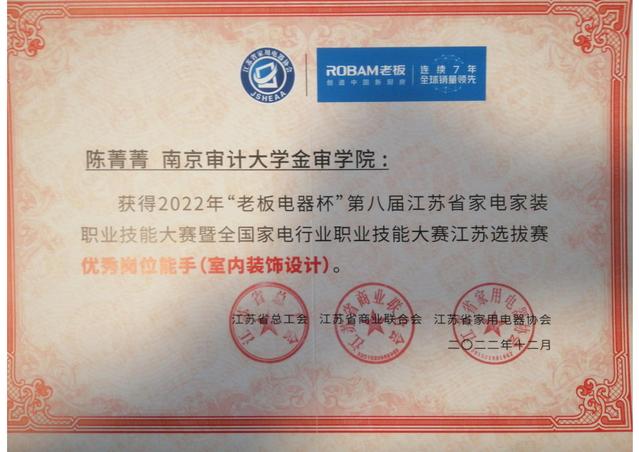 江苏省家用电器协会
JSHEAA
ROBAM老板
创造中国新厨房
连续7年
全球销量领先
陈菁菁 南京审计大学金审学院：
获得2022年“老板电器杯”第八届江苏省家电家装
职业技能大赛暨全国家电行业职业技能大赛江苏选拔赛
优秀岗位能手（室内装饰设计）。
江苏省总工会 江苏省商业联合会 江苏省家用电器协会
二〇二二年十二月